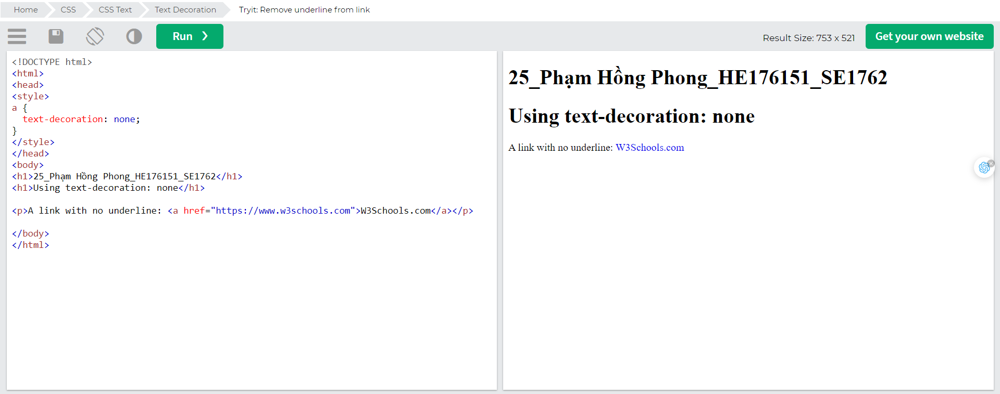 Home CSS CSS Text Text Decoration Tryit: Remove underline from link
Run ❯ Result Size: 753 x 521 Get your own website
<!DOCTYPE html>
<html>
<head>
<style>
a {
  text-decoration: none;
}
</style>
</head>
<body>
<h1>25_Phạm Hồng Phong_HE176151_SE1762</h1>
<h1>Using text-decoration: none</h1>
<p>A link with no underline: <a href="https://www.w3schools.com">W3Schools.com</a></p>
</body>
</html>
25_Phạm Hồng Phong_HE176151_SE1762
Using text-decoration: none
A link with no underline: W3Schools.com